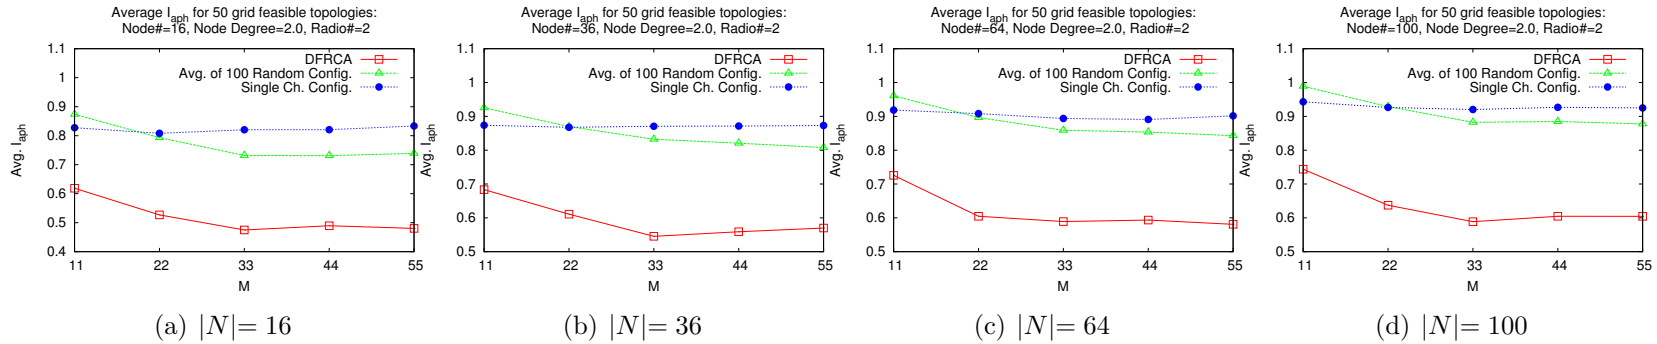 Average I_aph for 50 grid feasible topologies:
Node#=16, Node Degree=2.0, Radio#=2
1.1
1
0.9
0.8
0.7
0.6
0.5
0.4
Avg. I_aph
DFRCA
Avg. of 100 Random Config.
Single Ch. Config.
11 22 33 44 55
M
(a) |N|= 16
Average I_aph for 50 grid feasible topologies:
Node#=36, Node Degree=2.0, Radio#=2
1.1
1
0.9
0.8
0.7
0.6
0.5
Avg. I_aph
DFRCA
Avg. of 100 Random Config.
Single Ch. Config.
11 22 33 44 55
M
(b) |N|= 36
Average I_aph for 50 grid feasible topologies:
Node#=64, Node Degree=2.0, Radio#=2
1.1
1
0.9
0.8
0.7
0.6
0.5
Avg. I_aph
DFRCA
Avg. of 100 Random Config.
Single Ch. Config.
11 22 33 44 55
M
(c) |N|= 64
Average I_aph for 50 grid feasible topologies:
Node#=100, Node Degree=2.0, Radio#=2
1.1
1
0.9
0.8
0.7
0.6
0.5
Avg. I_aph
DFRCA
Avg. of 100 Random Config.
Single Ch. Config.
11 22 33 44 55
M
(d) |N|= 100